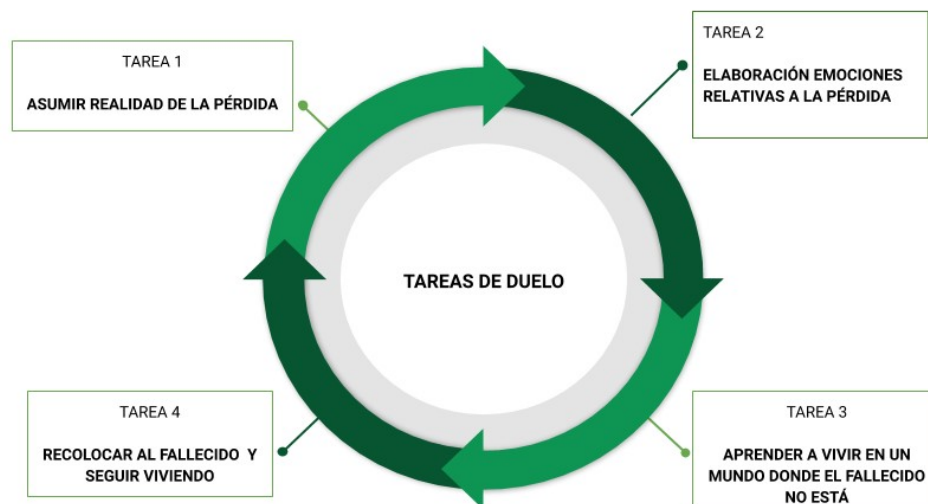 TAREA 1
ASUMIR REALIDAD DE LA PÉRDIDA
TAREA 2
ELABORACIÓN EMOCIONES
RELATIVAS A LA PÉRDIDA
TAREAS DE DUELO
TAREA 4
RECOLOCAR AL FALLECIDO Y
SEGUIR VIVIENDO
TAREA 3
APRENDER A VIVIR EN UN
MUNDO DONDE EL FALLECIDO
NO ESTÁ